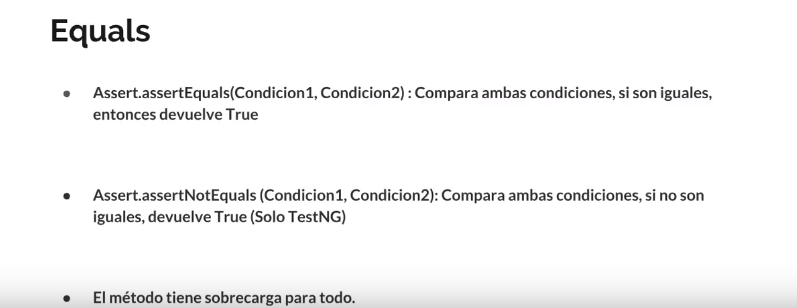 Equals
• Assert.assertEquals(Condicion1, Condicion2) : Compara ambas condiciones, si son iguales,
entonces devuelve True
• Assert.assertNotEquals (Condicion1, Condicion2): Compara ambas condiciones, si no son
iguales, devuelve True (Solo TestNG)
• El método tiene sobrecarga para todo.